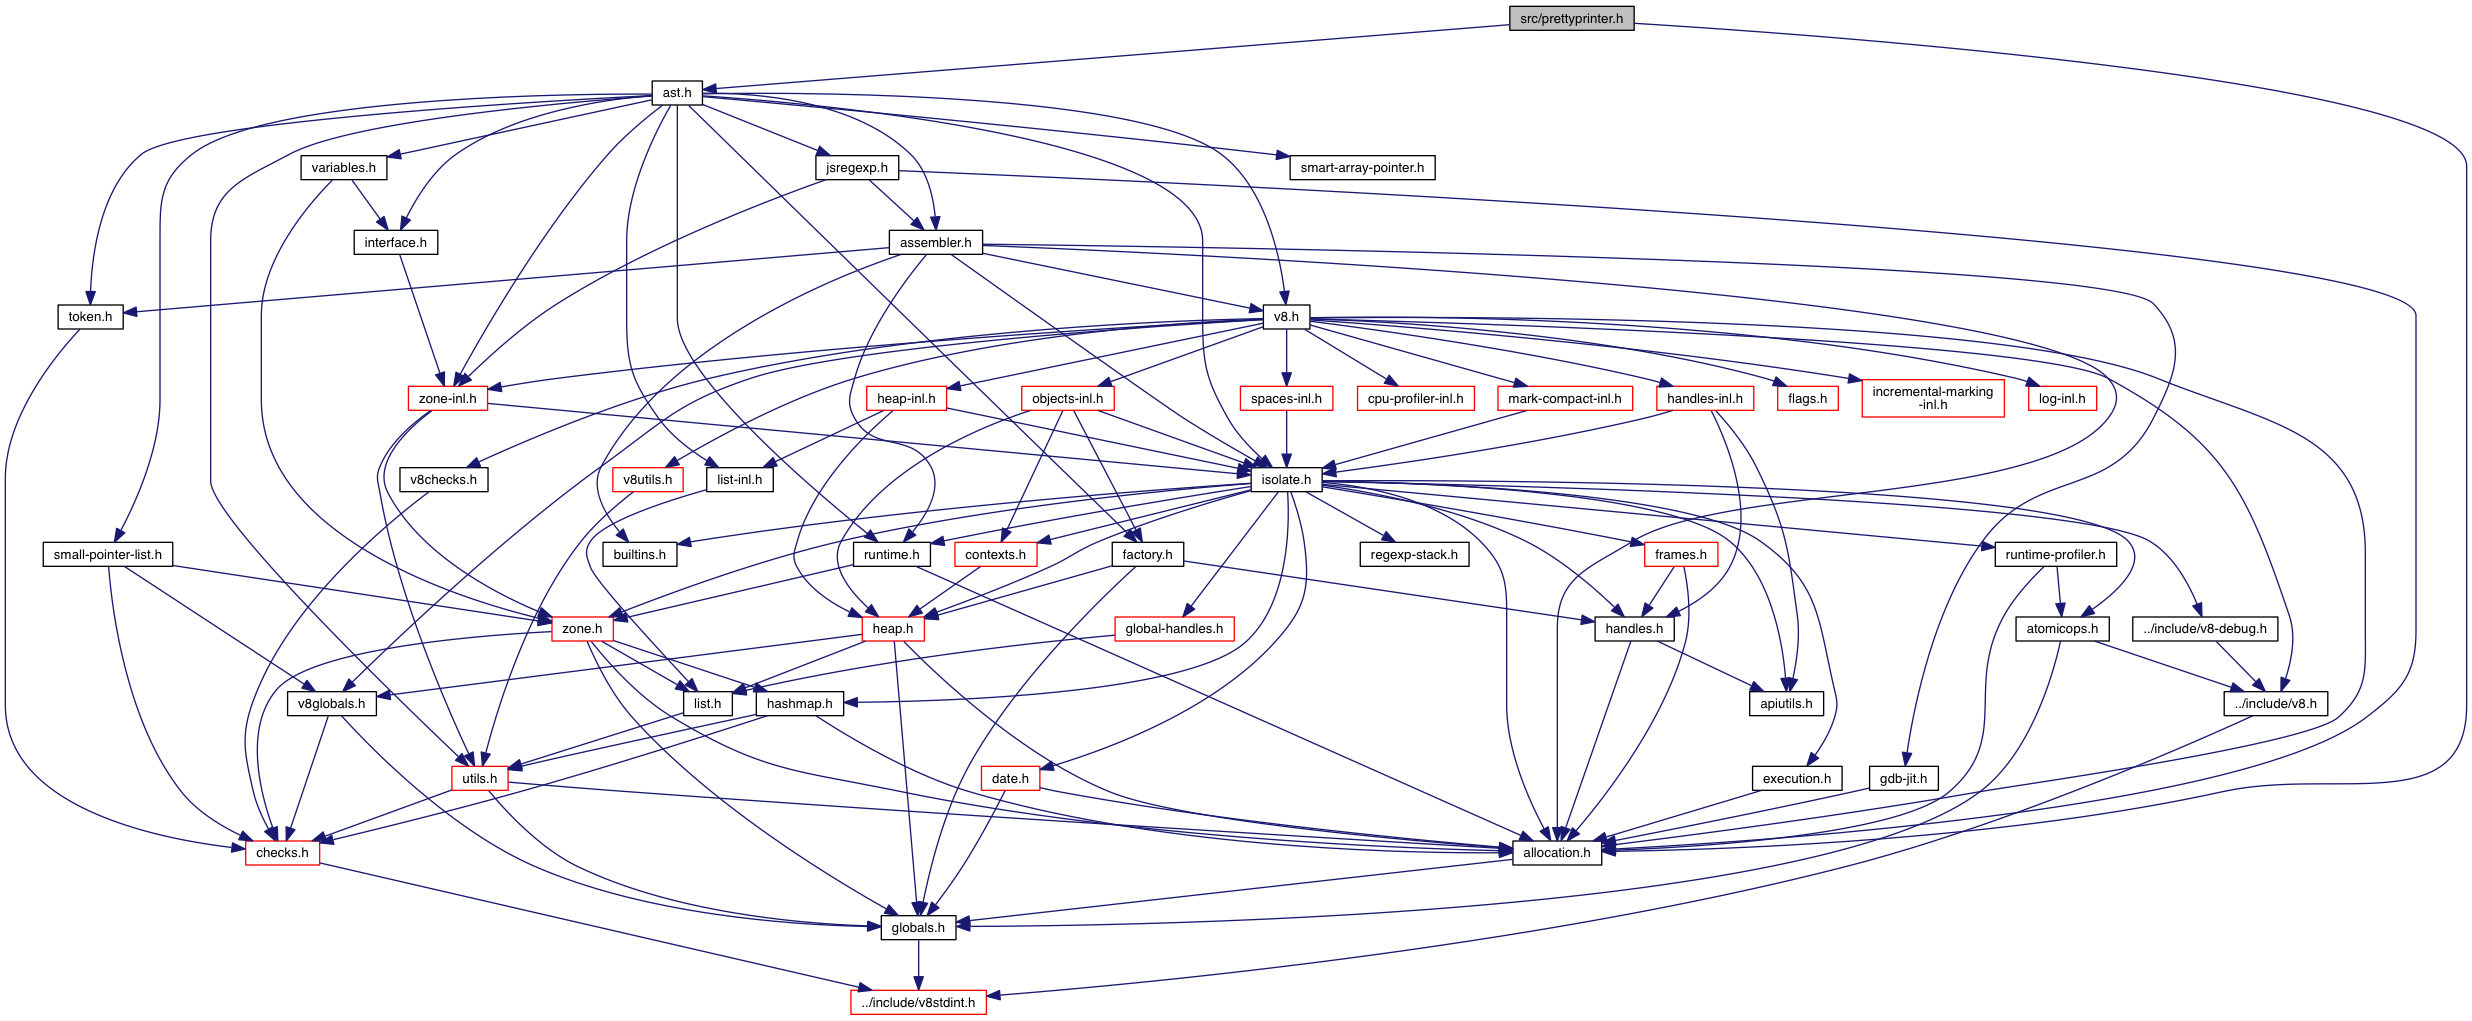 src/prettyprinter.h
ast.h
variables.h
jsregexp.h
smart-array-pointer.h
interface.h
assembler.h
token.h
v8.h
zone-inl.h
heap-inl.h
objects-inl.h
spaces-inl.h
cpu-profiler-inl.h
mark-compact-inl.h
handles-inl.h
flags.h
incremental-marking
-inl.h
log-inl.h
v8checks.h
v8utils.h
list-inl.h
isolate.h
small-pointer-list.h
builtins.h
runtime.h
contexts.h
factory.h
regexp-stack.h
frames.h
runtime-profiler.h
zone.h
heap.h
global-handles.h
handles.h
atomicops.h
../include/v8-debug.h
v8globals.h
list.h
hashmap.h
apiutils.h
../include/v8.h
utils.h
date.h
execution.h
gdb-jit.h
checks.h
allocation.h
globals.h
../include/v8stdint.h